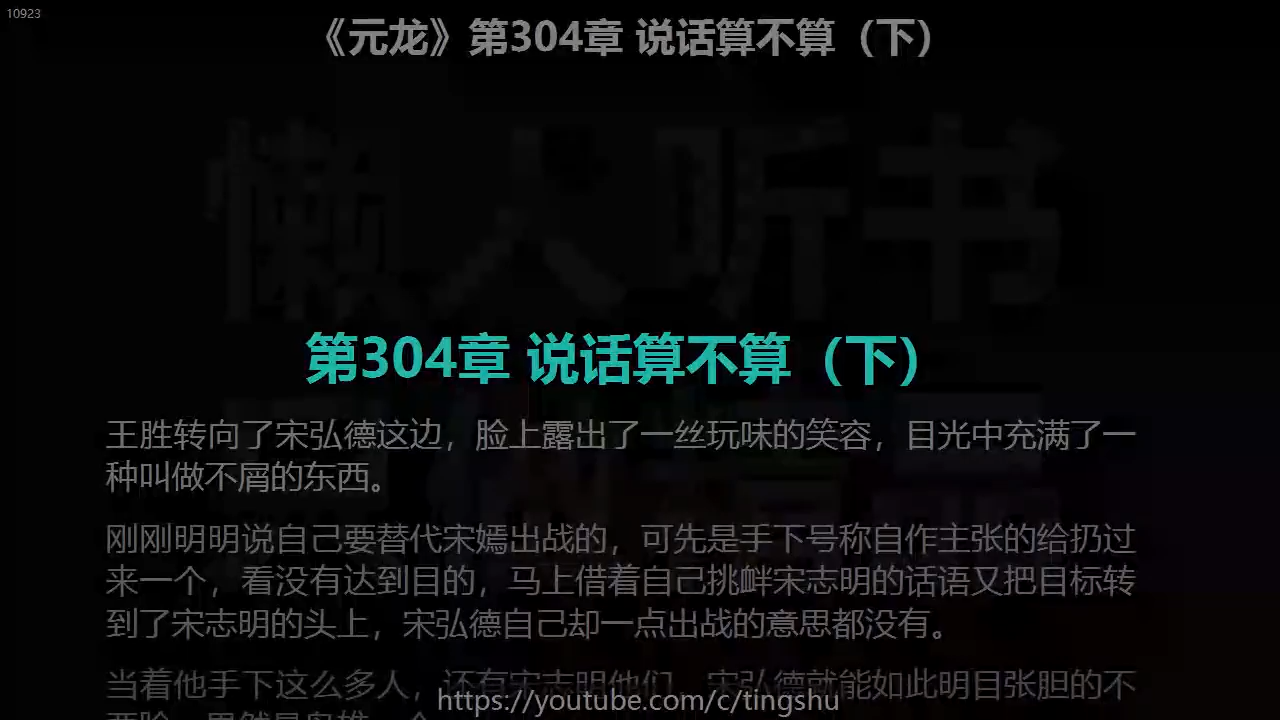 10923
《元龙》第304章 说话算不算（下）
懒人听书
第304章 说话算不算（下）
王胜转向了宋弘德这边，脸上露出了一丝玩味的笑容，目光中充满了一
种叫做不屑的东西。
刚刚明明说自己要替代宋嫣出战的，可先是手下号称自作主张的给扔过
来一个，看没有达到目的，马上借着自己挑衅宋志明的话语又把目标转
到了宋志明的头上，宋弘德自己却一点出战的意思都没有。
当着他手下这么多人，还有宋志明他们，宋弘德就能如此明目张胆的不
https://youtube.com/c/tingshu